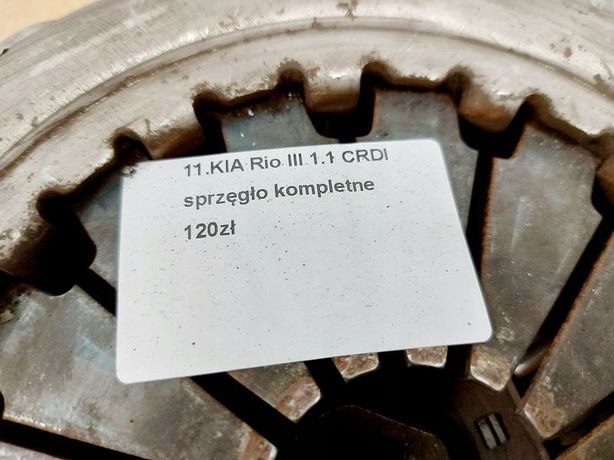 11.KIA Rio III 1.1 CRDI
sprzęgło kompletne
120zł